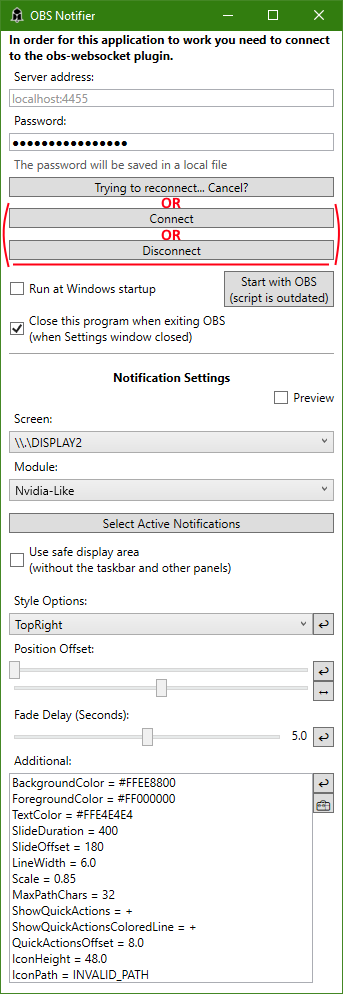 OBS Notifier
In order for this application to work you need to connect
to the obs-websocket plugin.
Server address:
localhost:4455
Password:
●●●●●●●●●●●●●●●●
The password will be saved in a local file
Trying to reconnect... Cancel?
OR
Connect
OR
Disconnect
Run at Windows startup
Start with OBS
(script is outdated)
Close this program when exiting OBS
(when Settings window closed)
Notification Settings
Preview
Screen:
\\.\DISPLAY2
Module:
Nvidia-Like
Select Active Notifications
Use safe display area
(without the taskbar and other panels)
Style Options:
TopRight
Position Offset:
Fade Delay (Seconds):
5.0
Additional:
BackgroundColor = #FFEE8800
ForegroundColor = #FF000000
TextColor = #FFE4E4E4
SlideDuration = 400
SlideOffset = 180
LineWidth = 6.0
Scale = 0.85
MaxPathChars = 32
ShowQuickActions = +
ShowQuickActionsColoredLine = +
QuickActionsOffset = 8.0
IconHeight = 48.0
IconPath = INVALID_PATH